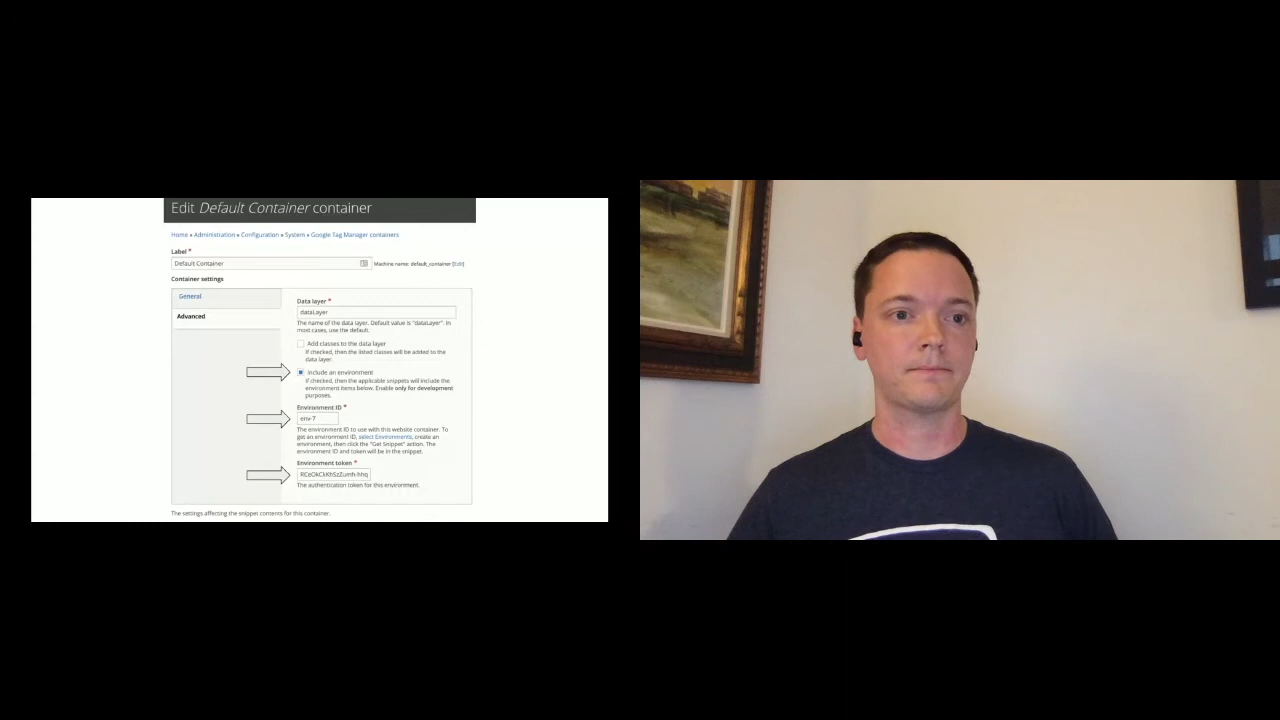 Edit Default Container container
Home » Administration » Configuration » System » Google Tag Manager containers
Label *
Default Container
Machine name: default_container [Edit]
Container settings
General
Advanced
Data layer *
dataLayer
The name of the data layer. Default value is "dataLayer". In
most cases, use the default.
Add classes to the data layer
If checked, then the listed classes will be added to the
data layer.
Include an environment
If checked, then the applicable snippets will include the
environment items below. Enable only for development
purposes.
Environment ID *
env-7
The environment ID to use with this website container. To
get an environment ID, select Environments, create an
environment, then click the "Get Snippet" action. The
environment ID and token will be in the snippet.
Environment token *
The authentication token for this environment.
The settings affecting the snippet contents for this container.